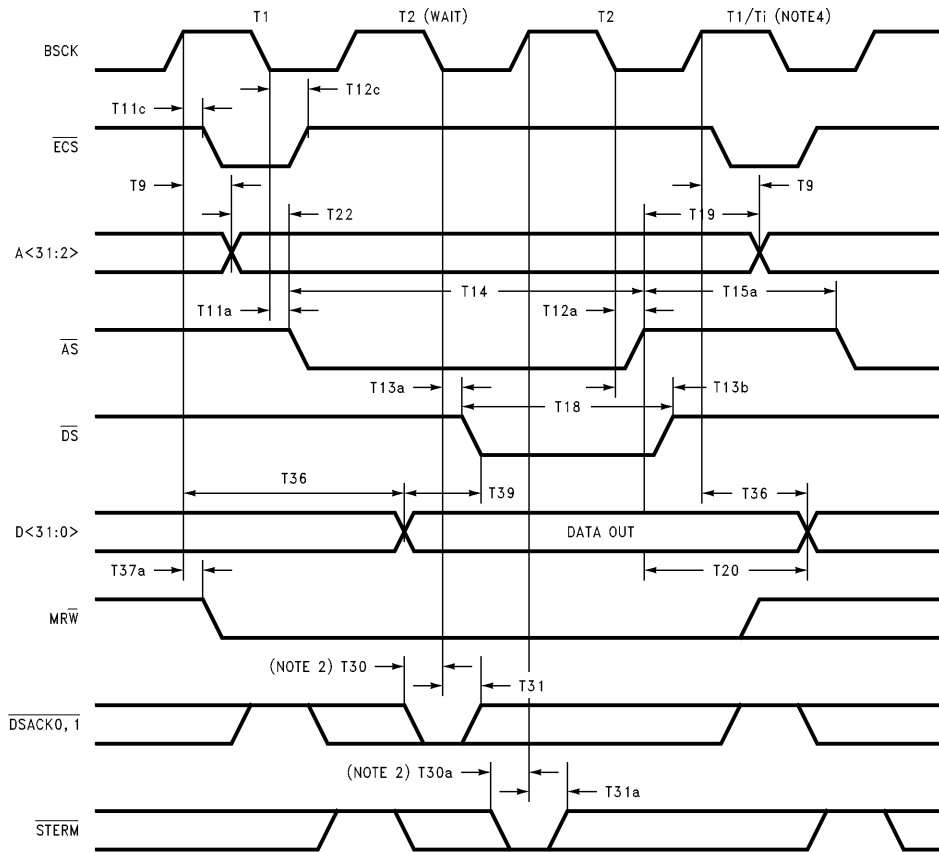 T1 T2 (WAIT) T2 T1/Ti (NOTE4)
BSCK
T11c T12c
ECS
T9 T9
T22 T19
A<31:2>
T14 T15a
T11a T12a
AS
T13a T13b
T18
DS
T36 T39 T36
D<31:0> DATA OUT
T37a T20
MRW
(NOTE 2) T30
T31
DSACK0, 1
(NOTE 2) T30a
T31a
STERM